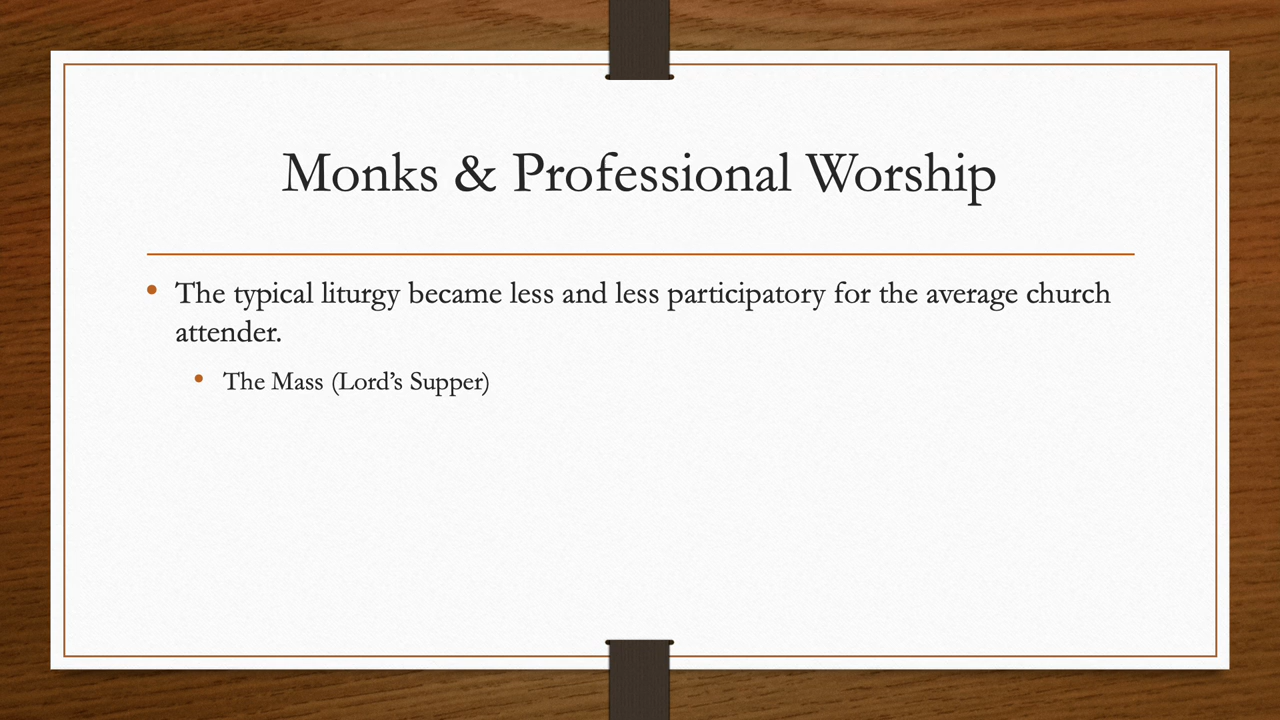 Monks & Professional Worship
• The typical liturgy became less and less participatory for the average church
attender.
• The Mass (Lord’s Supper)